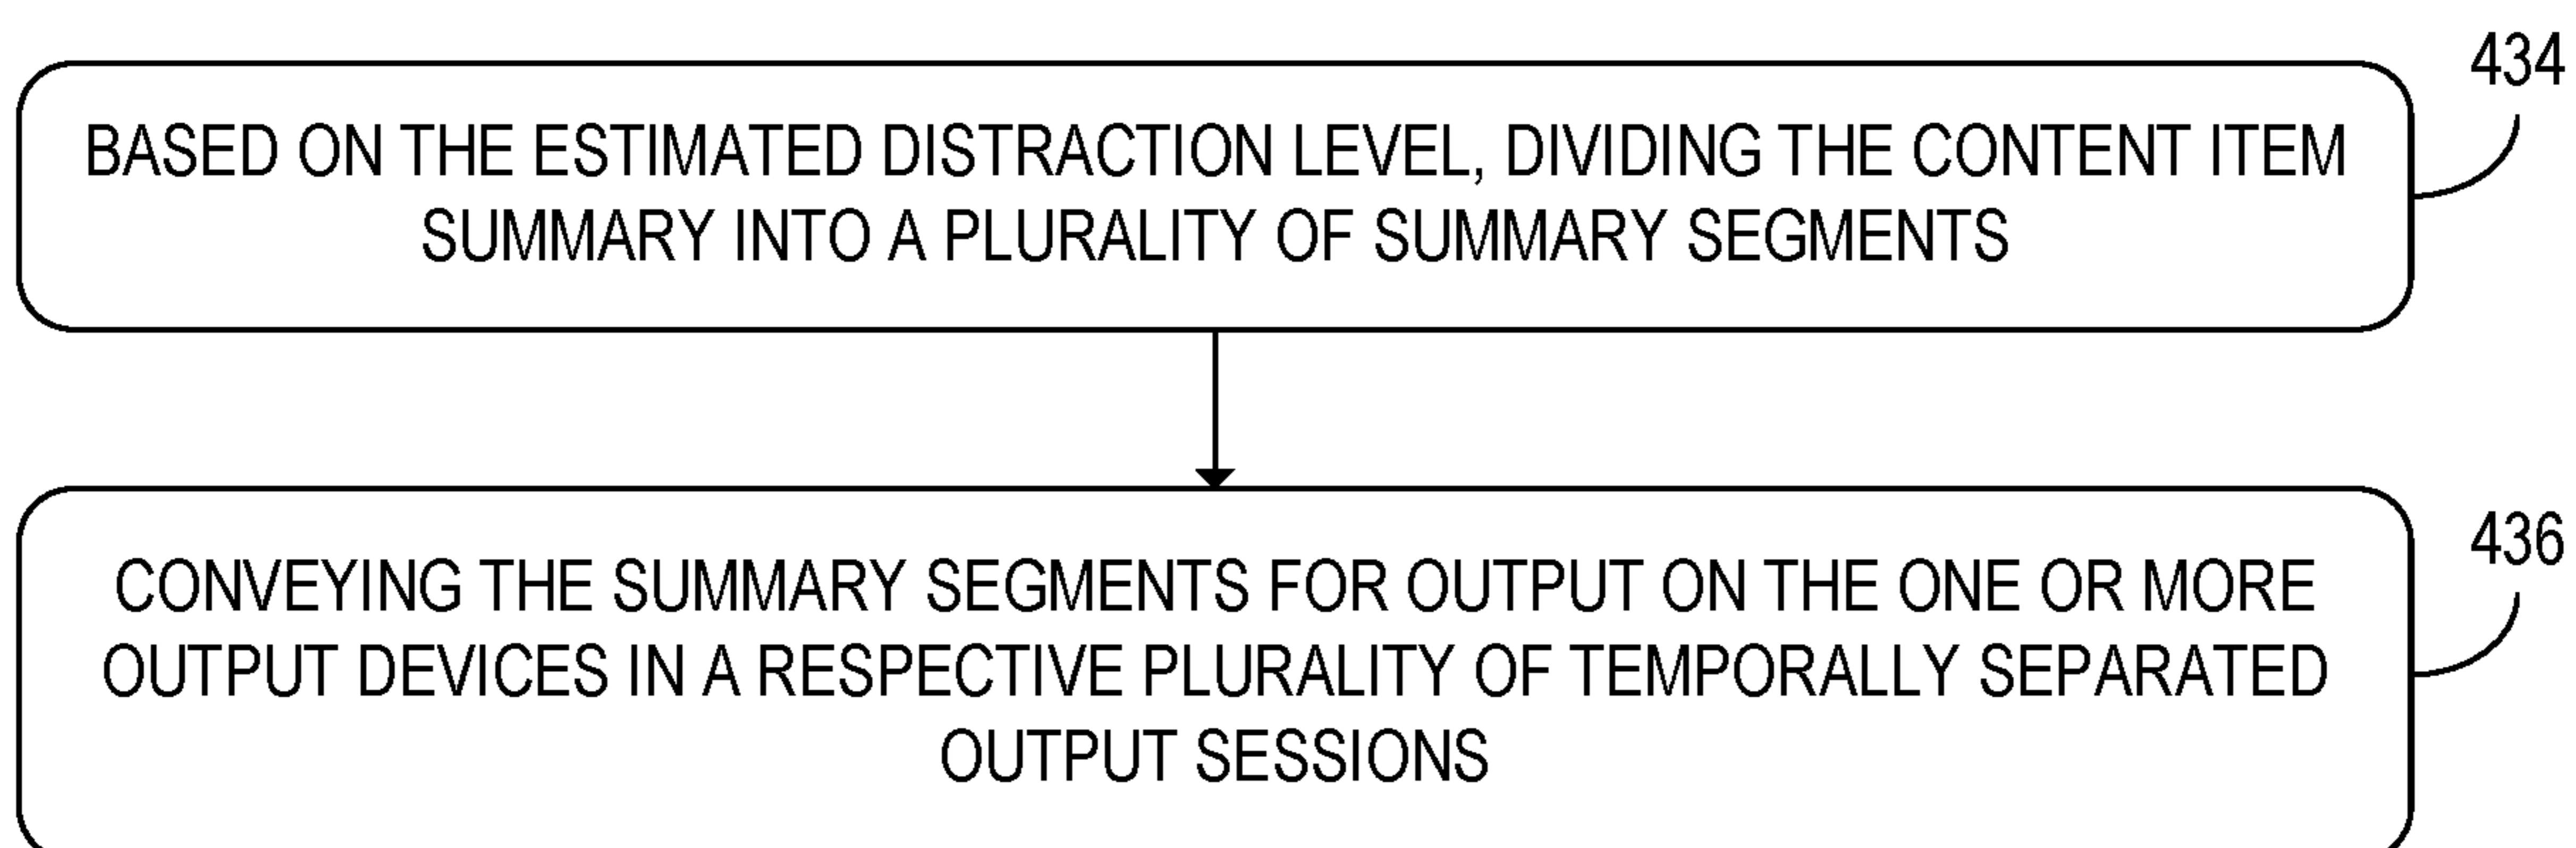 434
BASED ON THE ESTIMATED DISTRACTION LEVEL, DIVIDING THE CONTENT ITEM
SUMMARY INTO A PLURALITY OF SUMMARY SEGMENTS
436
CONVEYING THE SUMMARY SEGMENTS FOR OUTPUT ON THE ONE OR MORE
OUTPUT DEVICES IN A RESPECTIVE PLURALITY OF TEMPORALLY SEPARATED
OUTPUT SESSIONS